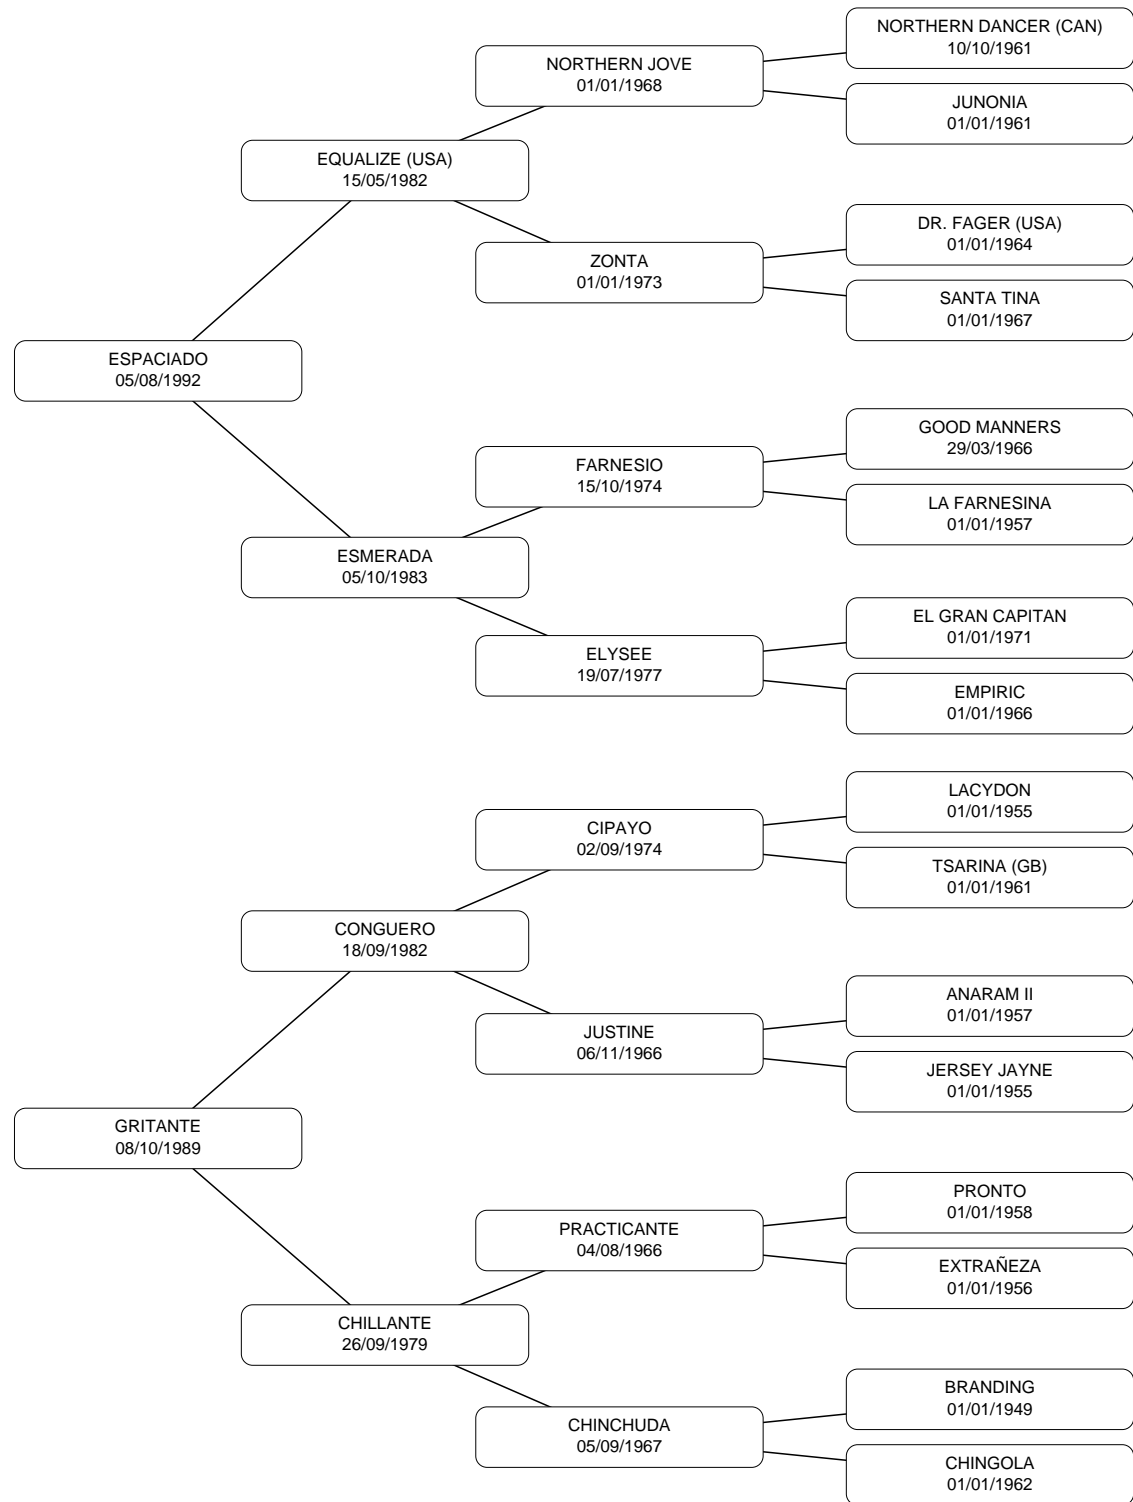 NORTHERN DANCER (CAN)
10/10/1961
NORTHERN JOVE
01/01/1968
JUNONIA
01/01/1961
EQUALIZE (USA)
15/05/1982
DR. FAGER (USA)
01/01/1964
ZONTA
01/01/1973
SANTA TINA
01/01/1967
ESPACIADO
05/08/1992
GOOD MANNERS
29/03/1966
FARNESIO
15/10/1974
LA FARNESINA
01/01/1957
ESMERADA
05/10/1983
EL GRAN CAPITAN
01/01/1971
ELYSEE
19/07/1977
EMPIRIC
01/01/1966
LACYDON
01/01/1955
CIPAYO
02/09/1974
TSARINA (GB)
01/01/1961
CONGUERO
18/09/1982
ANARAM II
01/01/1957
JUSTINE
06/11/1966
JERSEY JAYNE
01/01/1955
GRITANTE
08/10/1989
PRONTO
01/01/1958
PRACTICANTE
04/08/1966
EXTRAÑEZA
01/01/1956
CHILLANTE
26/09/1979
BRANDING
01/01/1949
CHINCHUDA
05/09/1967
CHINGOLA
01/01/1962